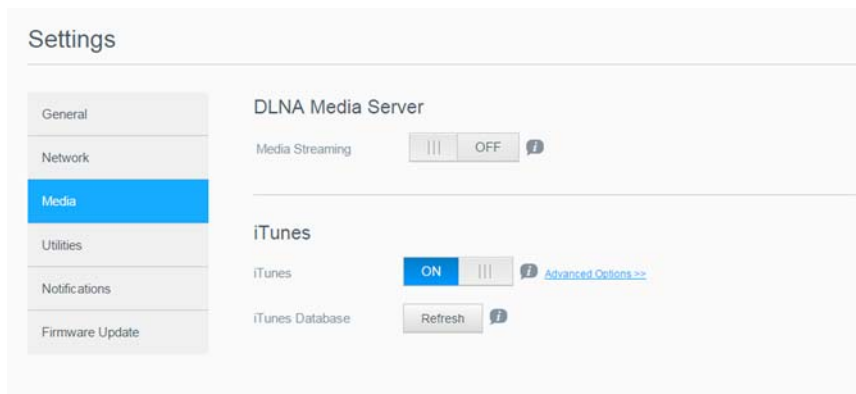 Settings
General
Network
Media
Utilities
Notifications
Firmware Update
DLNA Media Server
Media Streaming OFF
iTunes
iTunes ON Advanced Options >>
iTunes Database Refresh